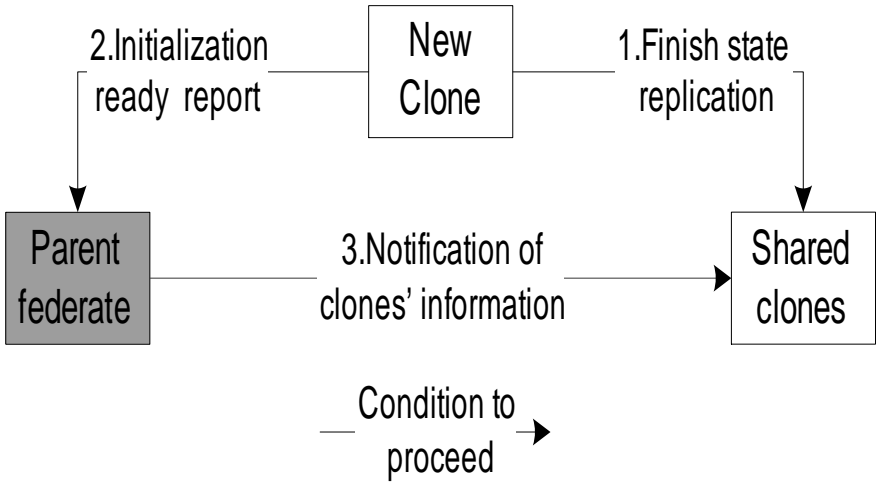 2.Initialization
ready report
New
Clone
1.Finish state
replication
Parent
federate
3.Notification of
clones’ information
Shared
clones
Condition to
proceed